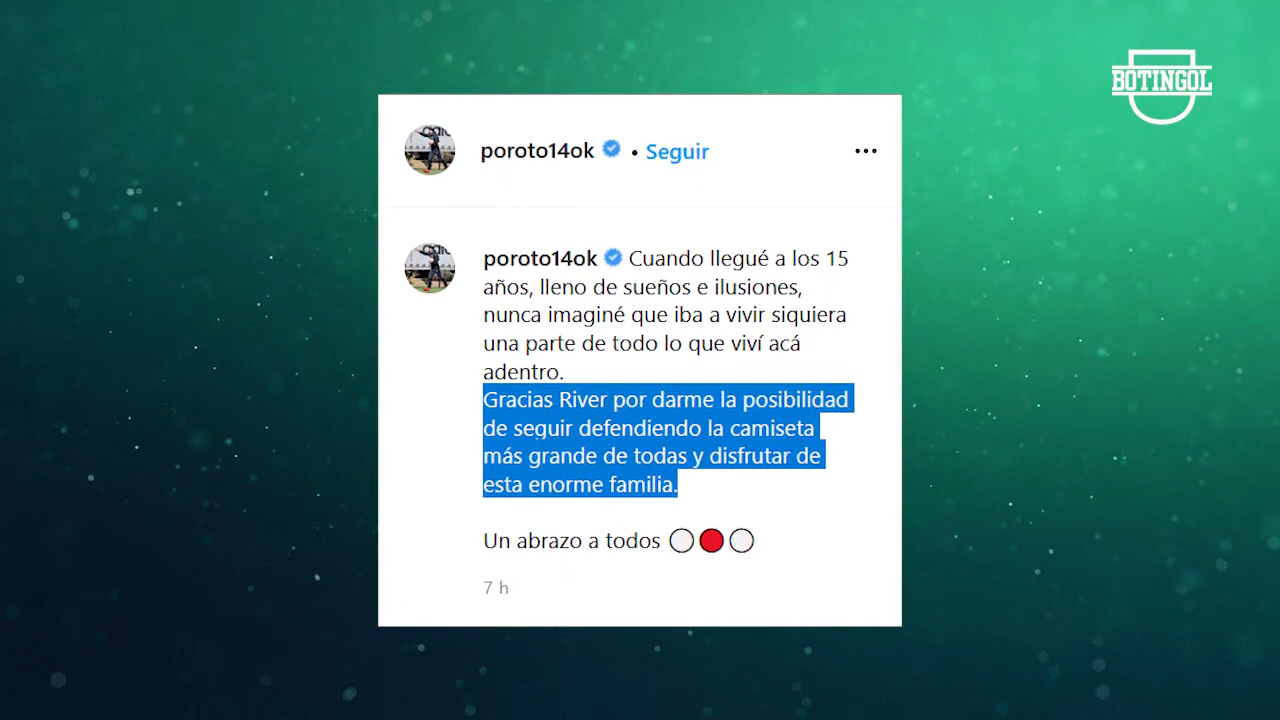 BOTINGOL
poroto14ok • Seguir
poroto14ok Cuando llegué a los 15
años, lleno de sueños e ilusiones,
nunca imaginé que iba a vivir siquiera
una parte de todo lo que viví acá
adentro.
Gracias River por darme la posibilidad
de seguir defendiendo la camiseta
más grande de todas y disfrutar de
esta enorme familia.
Un abrazo a todos ⚪🔴⚪
7 h